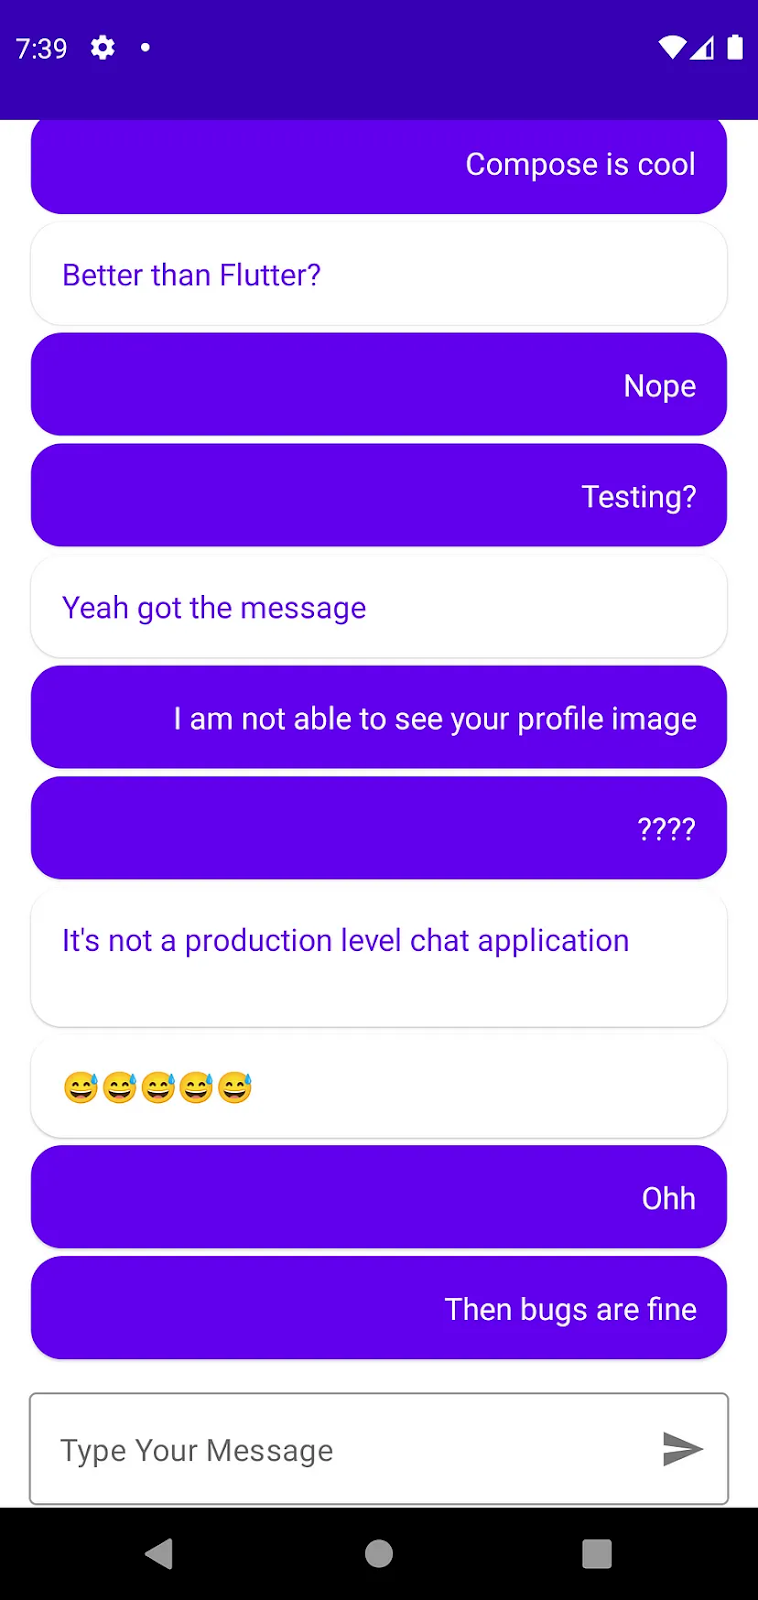 7:39
Compose is cool
Better than Flutter?
Nope
Testing?
Yeah got the message
I am not able to see your profile image
????
It's not a production level chat application
😅😅😅😅😅
Ohh
Then bugs are fine
Type Your Message